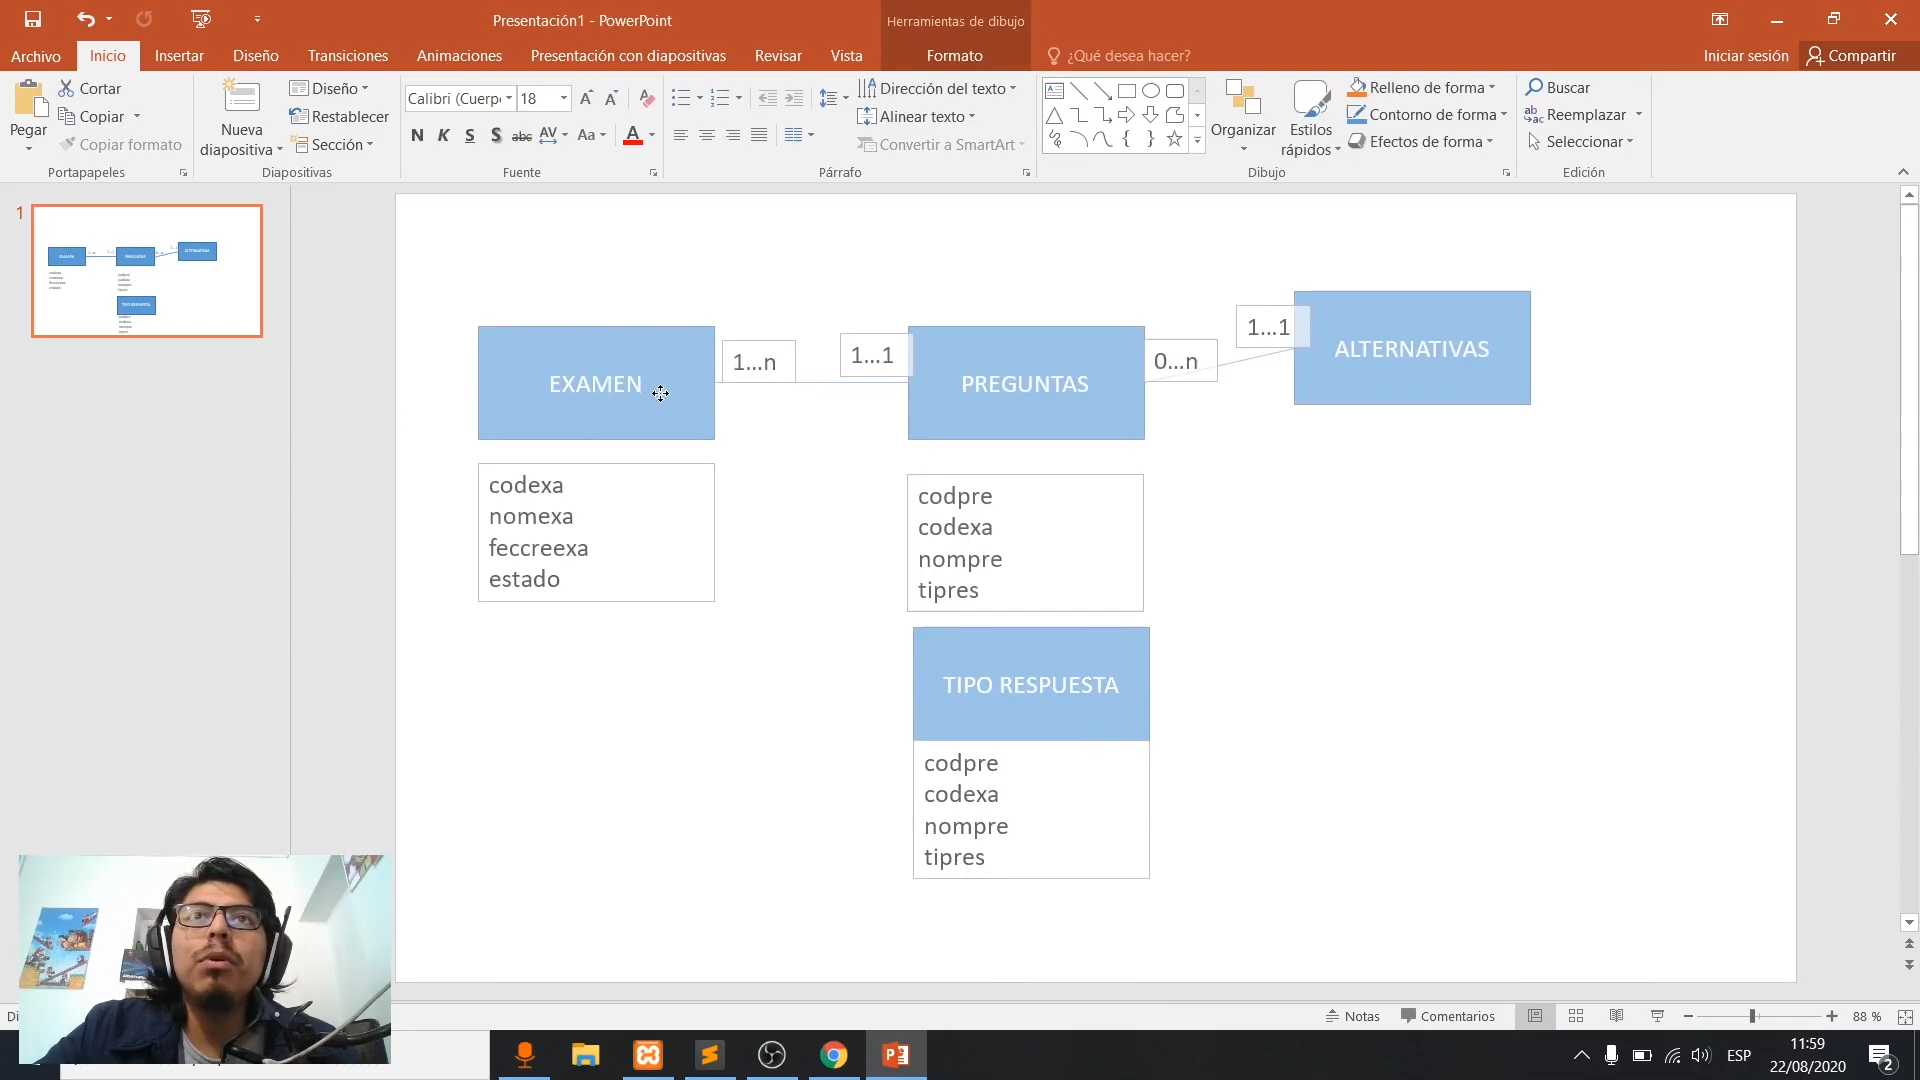 Presentación1 - PowerPoint
Herramientas de dibujo
Archivo
Inicio
Insertar
Diseño
Transiciones
Animaciones
Presentación con diapositivas
Revisar
Vista
Formato
¿Qué desea hacer?
Iniciar sesión
Compartir
Pegar
Cortar
Copiar
Copiar formato
Portapapeles
Nueva
diapositiva
Diseño
Restablecer
Sección
Diapositivas
Calibri (Cuerpo
18
N K S S abc AV Aa A
Fuente
Dirección del texto
Alinear texto
Convertir a SmartArt
Párrafo
Organizar
Estilos
rápidos
Relleno de forma
Contorno de forma
Efectos de forma
Dibujo
Buscar
Reemplazar
Seleccionar
Edición
1
EXAMEN
1...n
1...1
PREGUNTAS
0...n
1...1
ALTERNATIVAS
codexa
nomexa
feccreexa
estado
codpre
codexa
nompre
tipres
TIPO RESPUESTA
codpre
codexa
nompre
tipres
Notas
Comentarios
88 %
ESP
11:59
22/08/2020
2